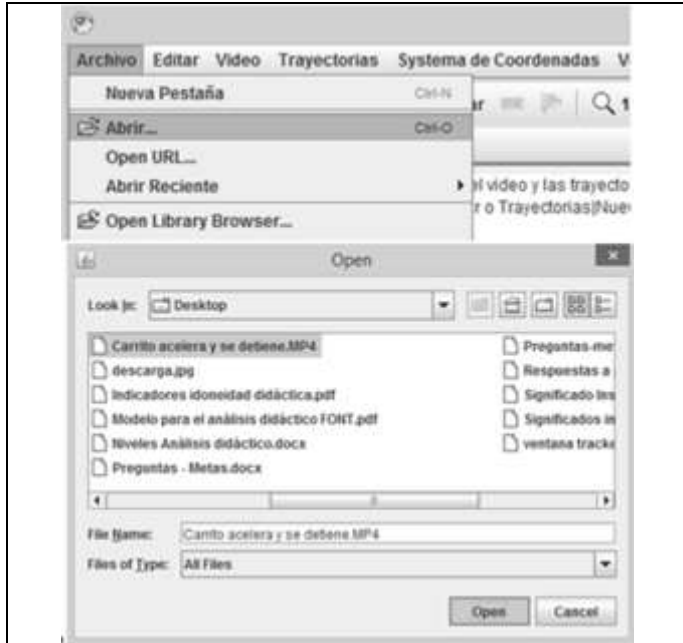 Archivo Editar Video Trayectorias Systema de Coordenadas V
Nueva Pestaña Ctrl-N
Abrir... Ctrl-O
Open URL...
Abrir Reciente
el video y las trayecto
r o Trayectorias|Nuev
Open Library Browser...
Open
Look In: Desktop
Carrito acelera y se detiene.MP4
descarga.jpg
Indicadores idoneidad didáctica.pdf
Modelo para el análisis didáctico FONT.pdf
Niveles Análisis didáctico.docx
Preguntas - Metas.docx
Preguntas-me
Respuestas a
Significado Ins
Significados in
ventana tracke
File Name: Carrito acelera y se detiene.MP4
Files of Type: All Files
Open Cancel